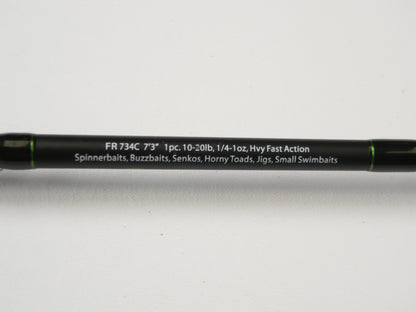 FR 734C 7'3" 1pc. 10-20lb, 1/4-1oz, Hvy Fast Action
Spinnerbaits, Buzzbaits, Senkos, Horny Toads, Jigs, Small Swimbaits